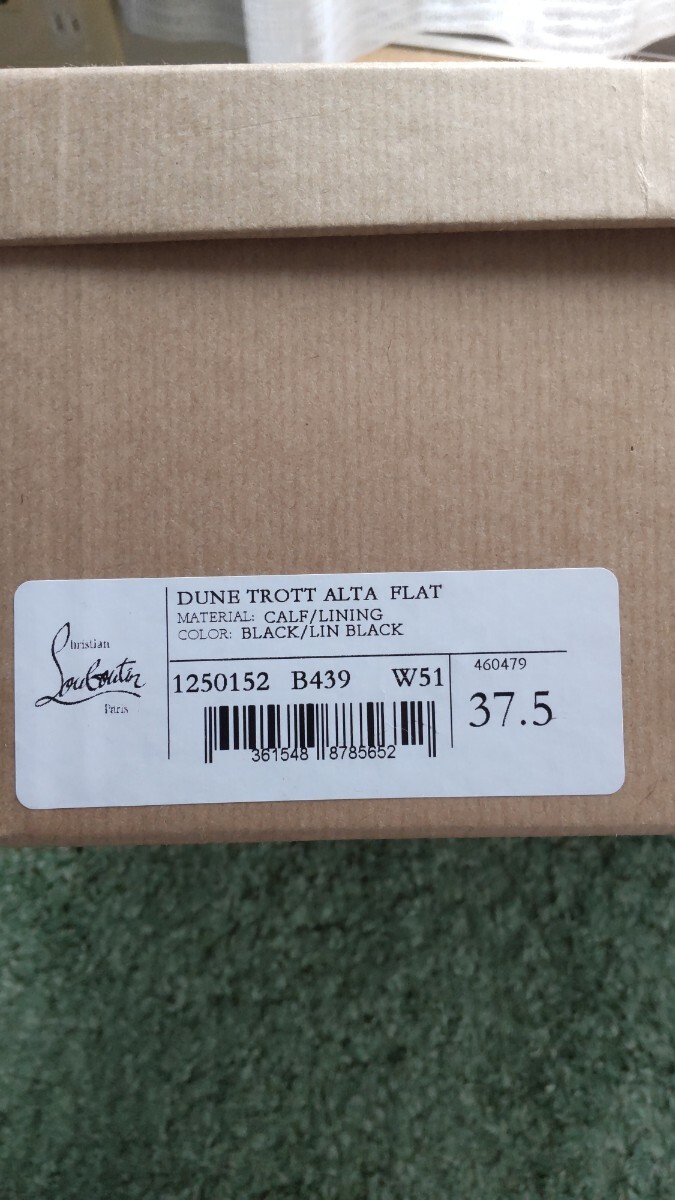 Christian
Louboutin
Paris
DUNE TROTT ALTA FLAT
MATERIAL: CALF/LINING
COLOR: BLACK/LIN BLACK
1250152 B439 W51
460479
37.5
361548 8785652